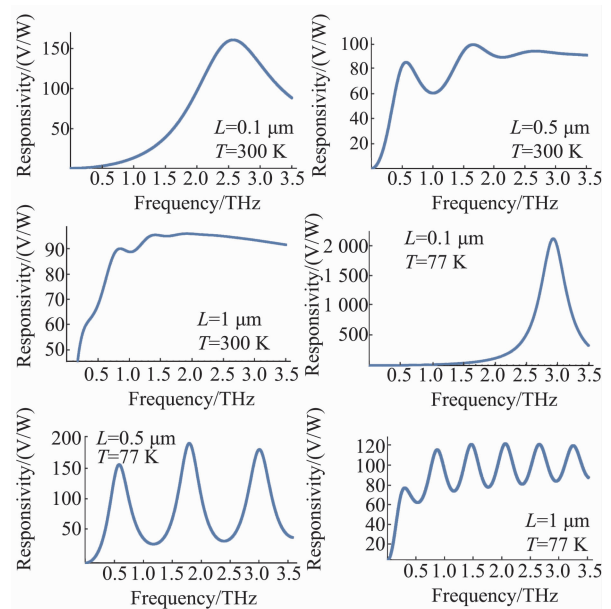 Responsivity/(V/W)
150
100
50
L=0.1 μm
T=300 K
0.5 1.0 1.5 2.0 2.5 3.0 3.5
Frequency/THz
Responsivity/(V/W)
100
80
60
40
20
L=0.5 μm
T=300 K
0.5 1.0 1.5 2.0 2.5 3.0 3.5
Frequency/THz
Responsivity/(V/W)
90
80
70
60
50
L=1 μm
T=300 K
0.5 1.0 1.5 2.0 2.5 3.0 3.5
Frequency/THz
Responsivity/(V/W)
2 000
1 500
1 000
500
L=0.1 μm
T=77 K
0.5 1.0 1.5 2.0 2.5 3.0 3.5
Frequency/THz
Responsivity/(V/W)
200
150
100
50
L=0.5 μm
T=77 K
0.5 1.0 1.5 2.0 2.5 3.0 3.5
Frequency/THz
Responsivity/(V/W)
120
100
80
60
40
20
L=1 μm
T=77 K
0.5 1.0 1.5 2.0 2.5 3.0 3.5
Frequency/THz